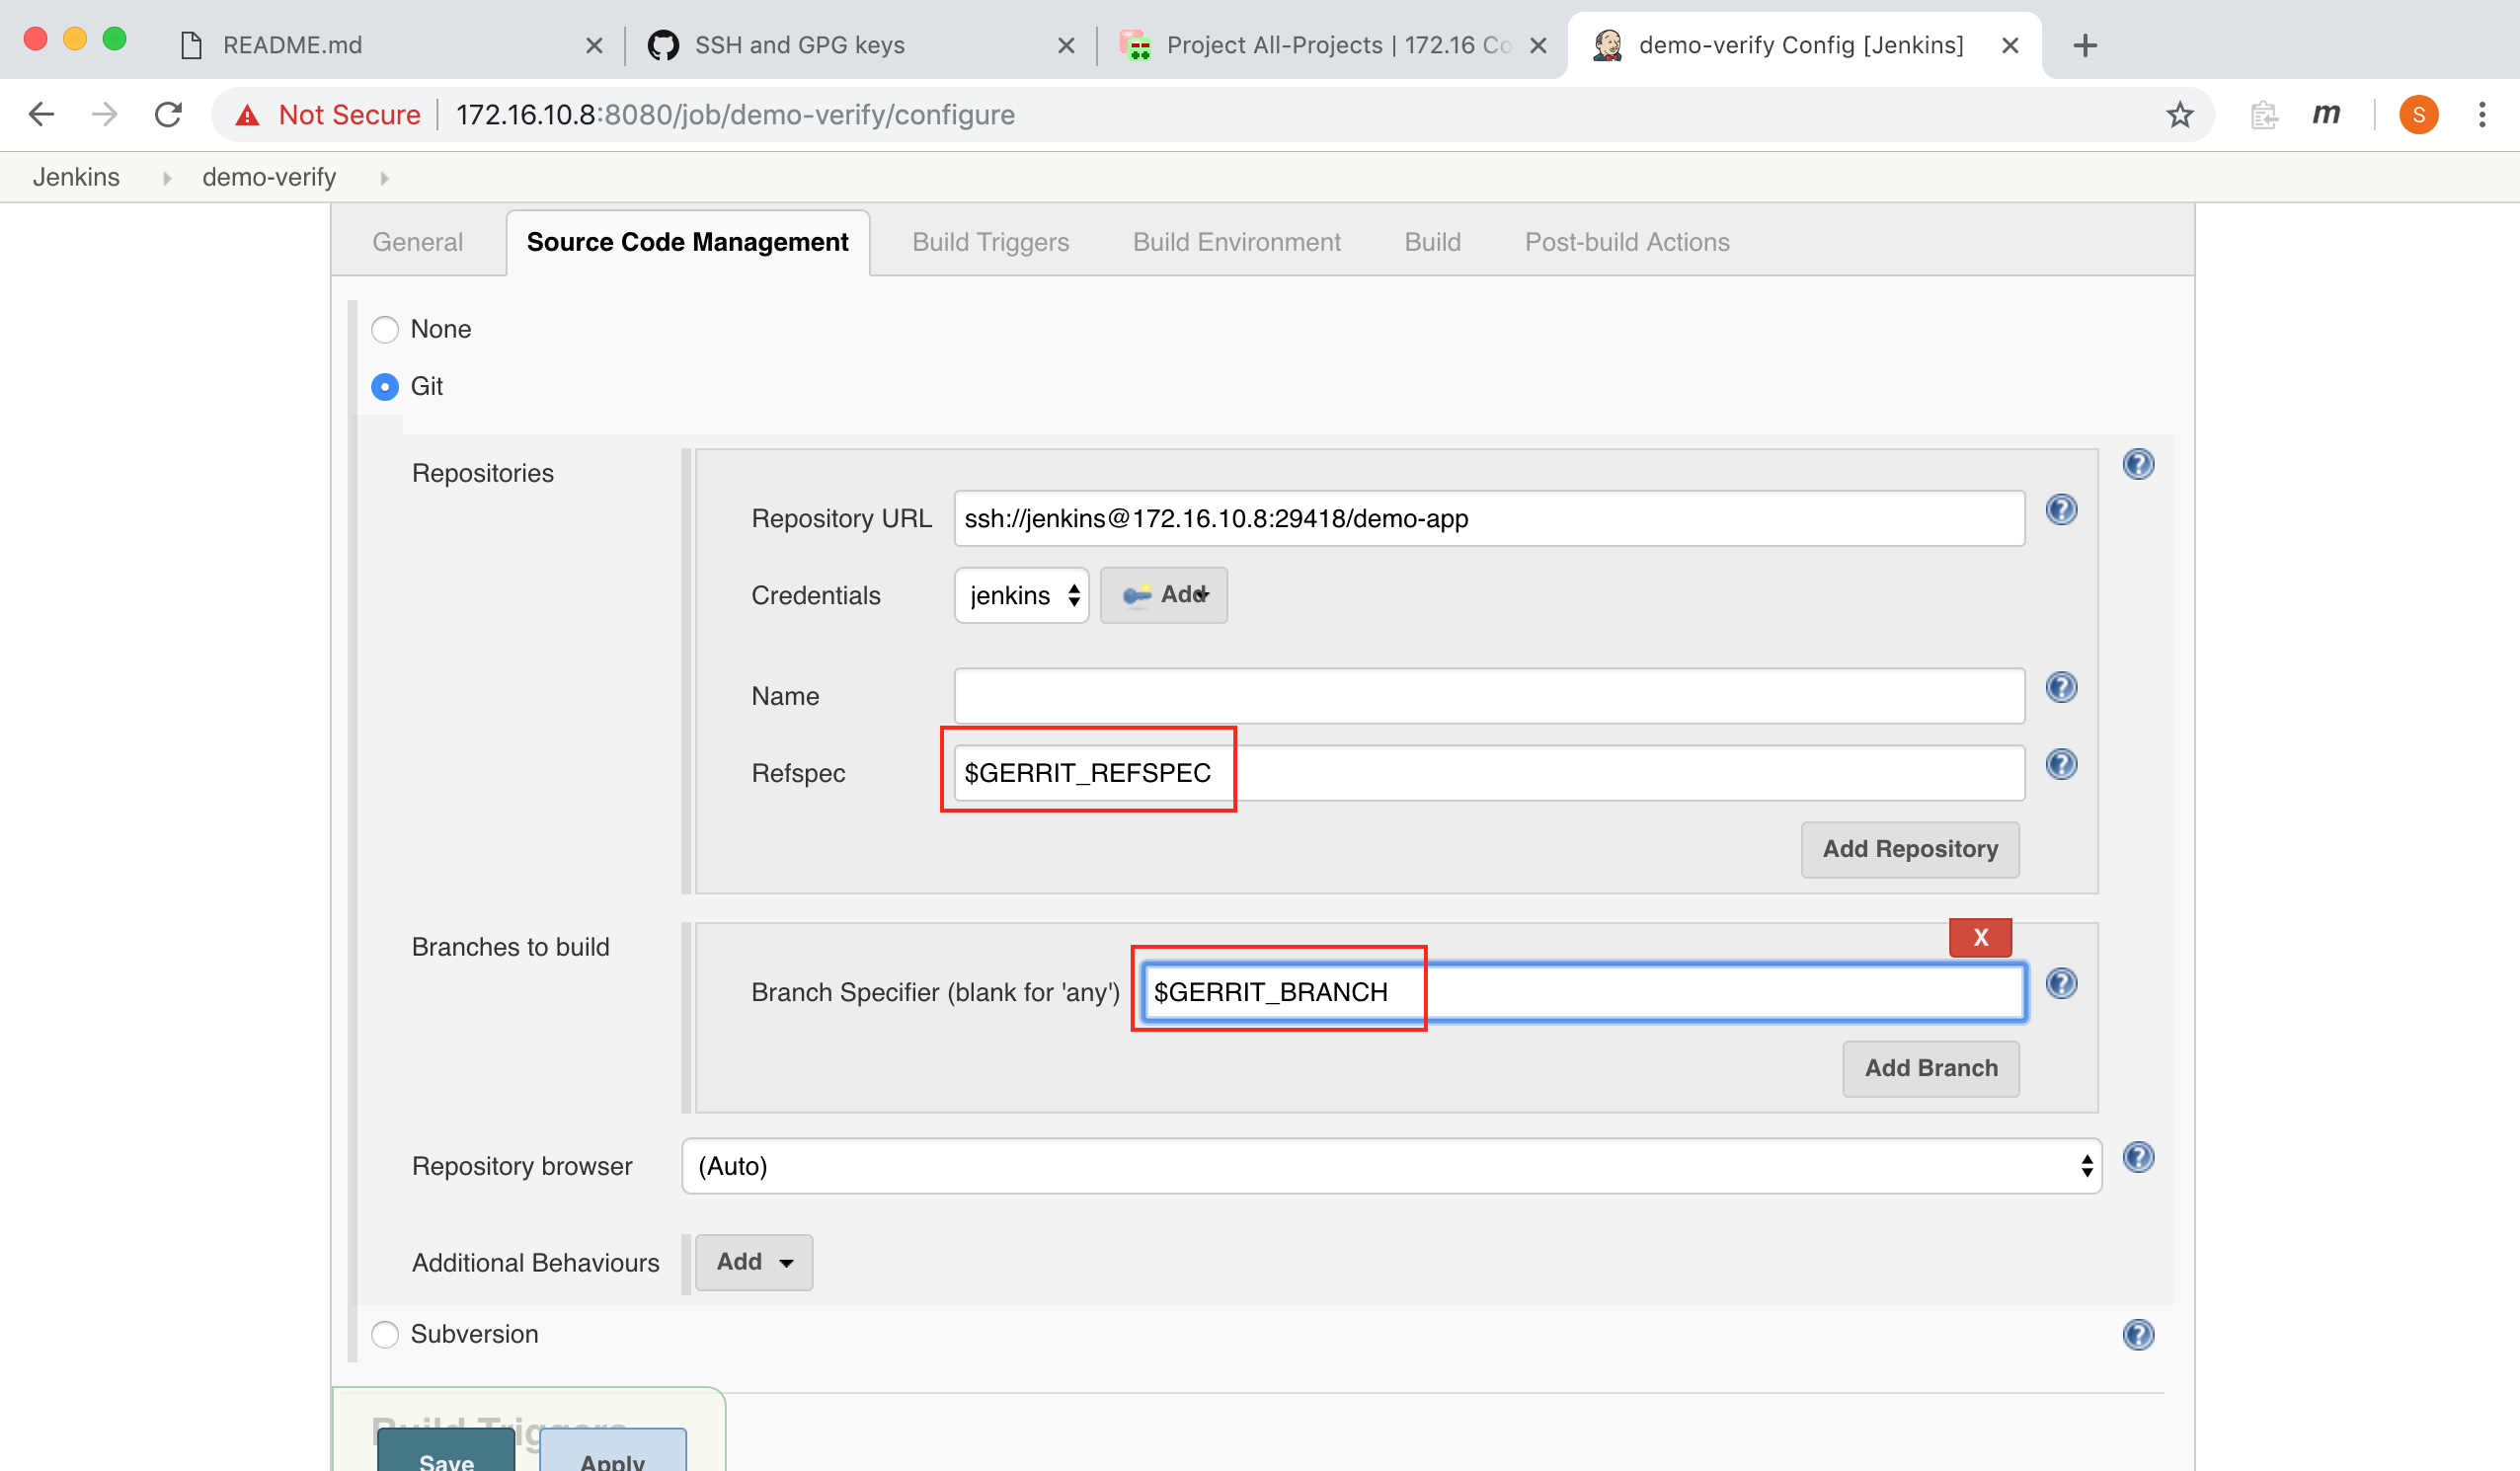 README.md
SSH and GPG keys
Project All-Projects | 172.16 Co
demo-verify Config [Jenkins]
Not Secure
172.16.10.8:8080/job/demo-verify/configure
m
S
Jenkins
demo-verify
General
Source Code Management
Build Triggers
Build Environment
Build
Post-build Actions
None
Git
Repositories
Repository URL
ssh://jenkins@172.16.10.8:29418/demo-app
?
?
Credentials
jenkins
Add
Name
?
Refspec
$GERRIT_REFSPEC
?
Add Repository
Branches to build
X
Branch Specifier (blank for 'any')
$GERRIT_BRANCH
?
Add Branch
Repository browser
(Auto)
?
Additional Behaviours
Add
Subversion
?
Build Triggers
Save
Apply